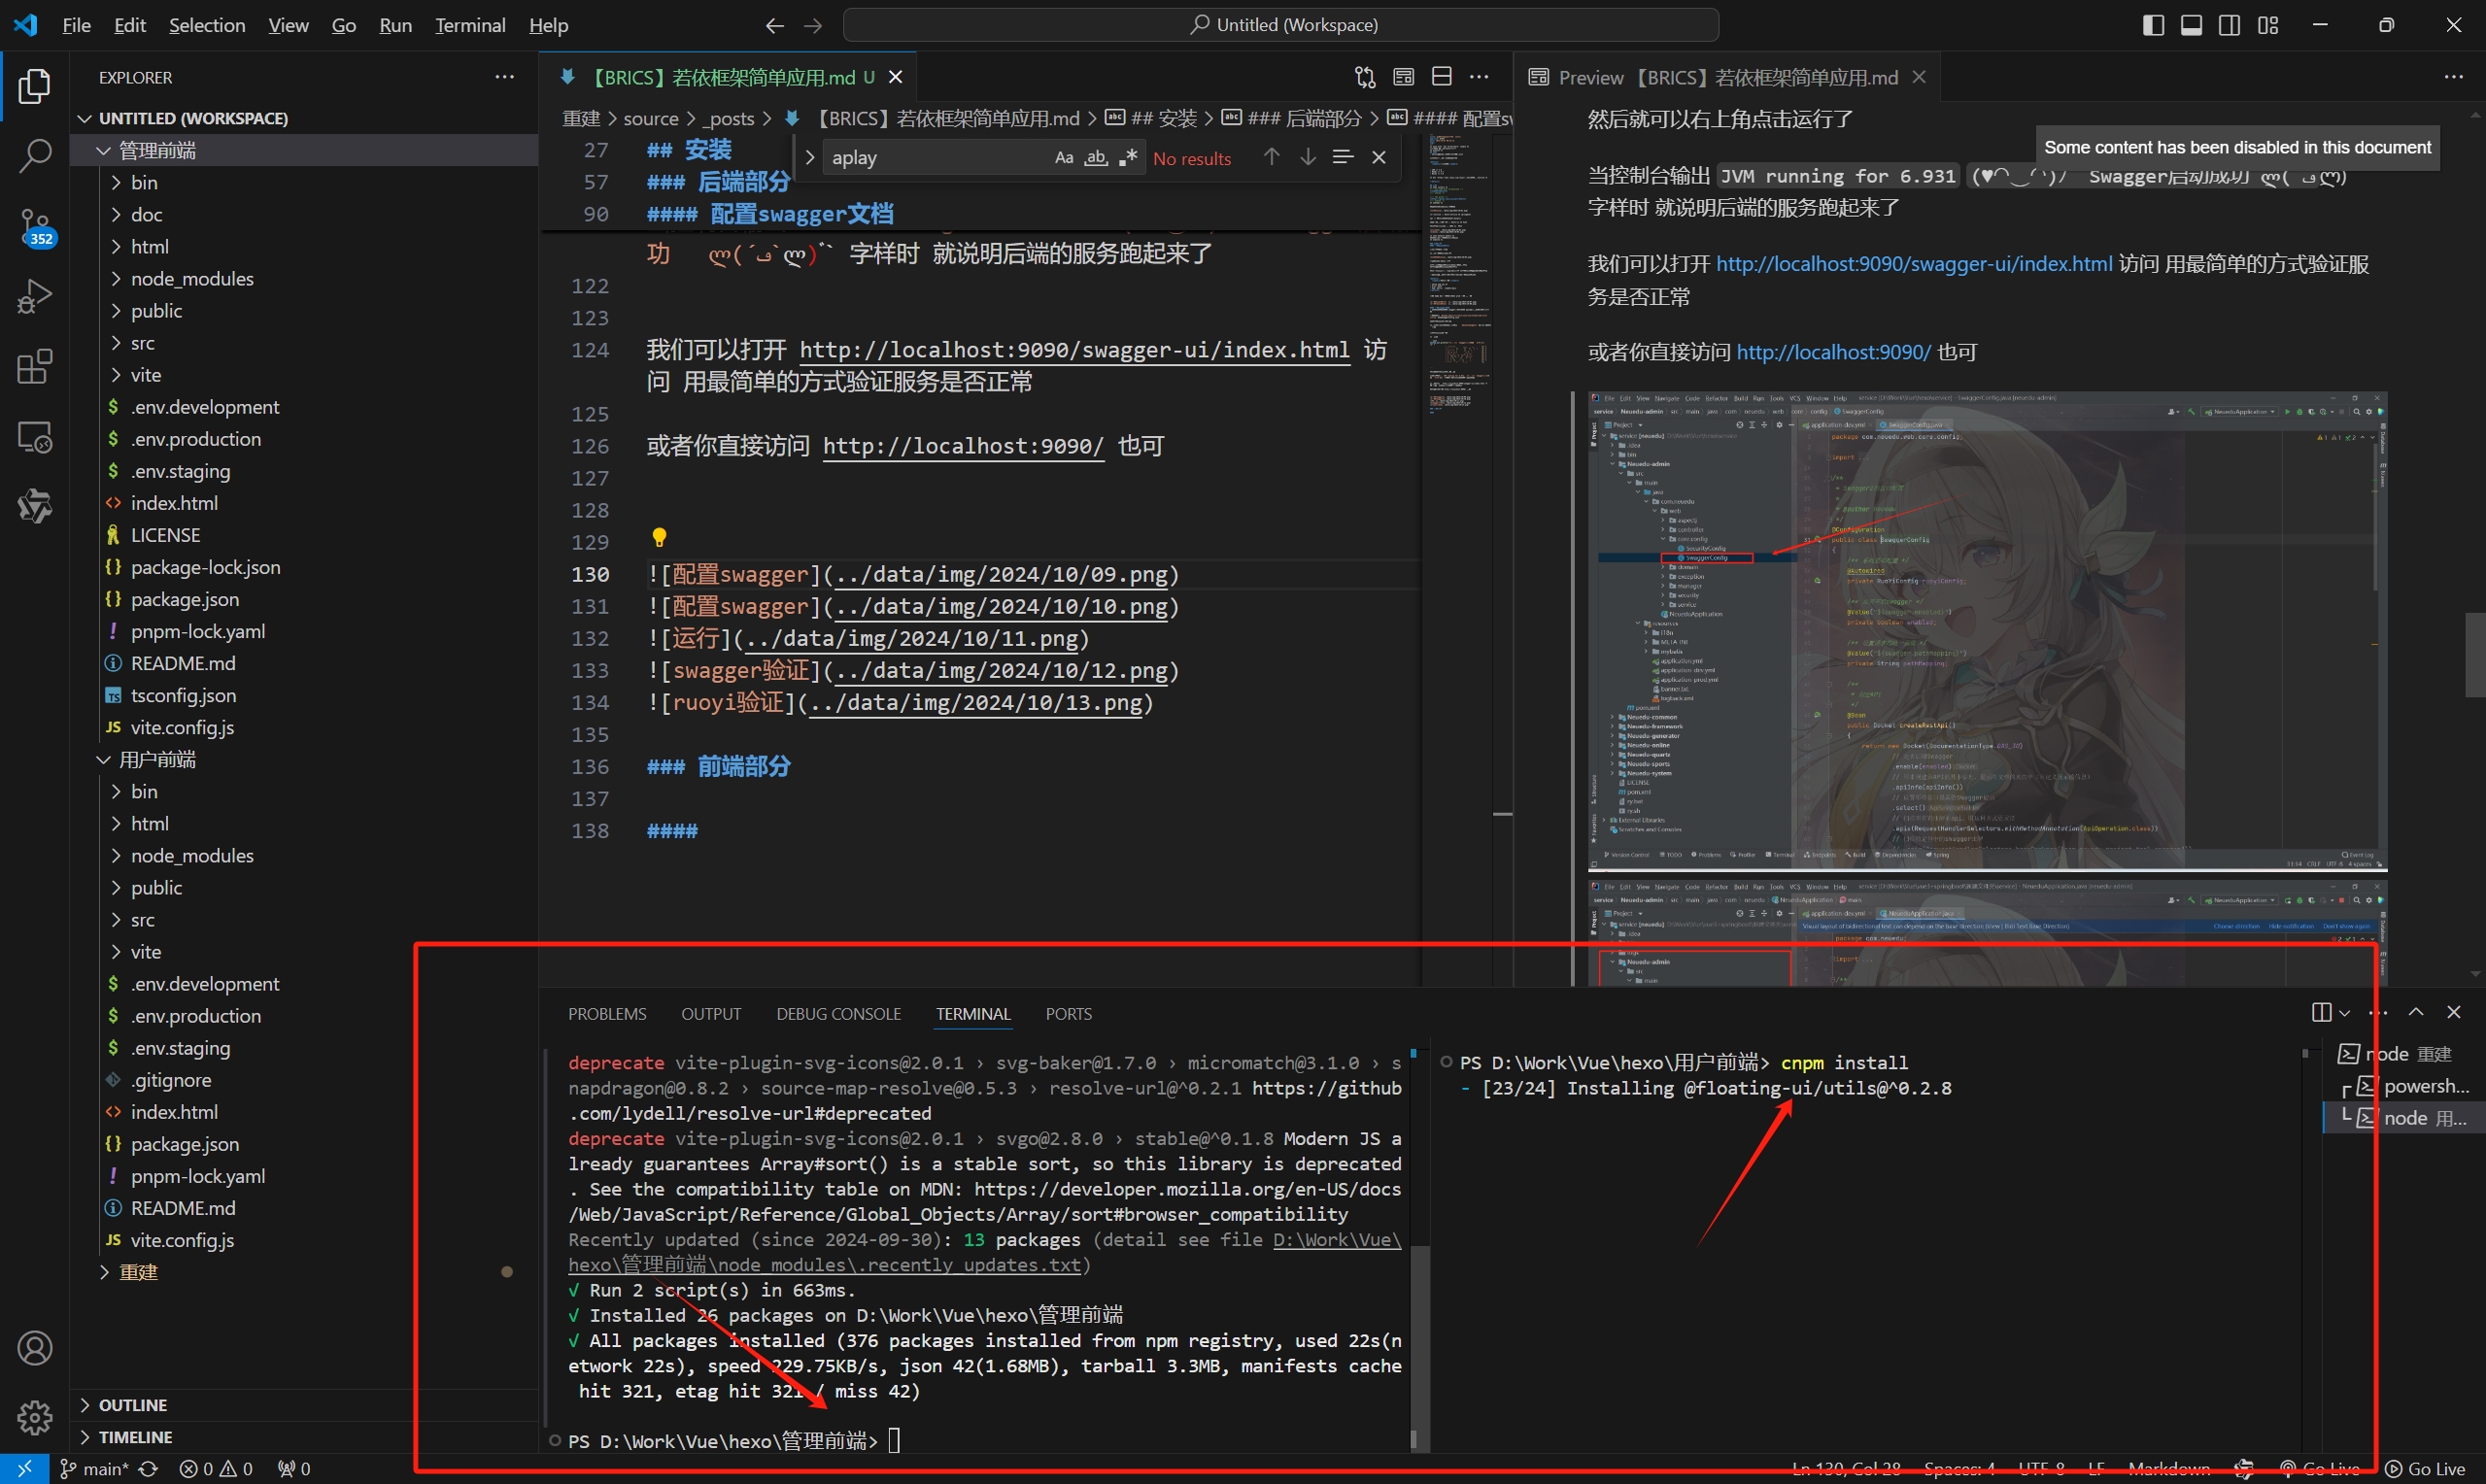 File Edit Selection View Go Run Terminal Help
Untitled (Workspace)
EXPLORER
UNTITLED (WORKSPACE)
管理前端
bin
doc
html
node_modules
public
src
vite
.env.development
.env.production
.env.staging
index.html
LICENSE
package-lock.json
package.json
pnpm-lock.yaml
README.md
tsconfig.json
vite.config.js
用户前端
bin
html
node_modules
public
src
vite
.env.development
.env.production
.env.staging
.gitignore
index.html
package.json
pnpm-lock.yaml
README.md
vite.config.js
重建
OUTLINE
TIMELINE
352
【BRICS】若依框架简单应用.md U
重建 > source > _posts > 【BRICS】若依框架简单应用.md > ## 安装 > ### 后端部分 > #### 配置sw
aplay
Aa ab .* No results
27 ## 安装
57 ### 后端部分
90 #### 配置swagger文档
功 字样时 就说明后端的服务跑起来了
122
123
124 我们可以打开 http://localhost:9090/swagger-ui/index.html 访
问 用最简单的方式验证服务是否正常
125
126 或者你直接访问 http://localhost:9090/ 也可
127
128
129
130 ![配置swagger](../data/img/2024/10/09.png)
131 ![配置swagger](../data/img/2024/10/10.png)
132 ![运行](../data/img/2024/10/11.png)
133 ![swagger验证](../data/img/2024/10/12.png)
134 ![ruoyi验证](../data/img/2024/10/13.png)
135
136 ### 前端部分
137
138 ####
Preview 【BRICS】若依框架简单应用.md
然后就可以右上角点击运行了
Some content has been disabled in this document
当控制台输出 JVM running for 6.931 Swagger启动成功
字样时 就说明后端的服务跑起来了
我们可以打开 http://localhost:9090/swagger-ui/index.html 访问 用最简单的方式验证服
务是否正常
或者你直接访问 http://localhost:9090/ 也可
PROBLEMS OUTPUT DEBUG CONSOLE TERMINAL PORTS
deprecate vite-plugin-svg-icons@2.0.1 › svg-baker@1.7.0 › micromatch@3.1.0 › s
napdragon@0.8.2 › source-map-resolve@0.5.3 › resolve-url@^0.2.1 https://github
.com/lydell/resolve-url#deprecated
deprecate vite-plugin-svg-icons@2.0.1 › svgo@2.8.0 › stable@^0.1.8 Modern JS a
lready guarantees Array#sort() is a stable sort, so this library is deprecated
. See the compatibility table on MDN: https://developer.mozilla.org/en-US/docs
/Web/JavaScript/Reference/Global_Objects/Array/sort#browser_compatibility
Recently updated (since 2024-09-30): 13 packages (detail see file D:\Work\Vue\
hexo\管理前端\node_modules\.recently_updates.txt)
√ Run 2 script(s) in 663ms.
√ Installed 26 packages on D:\Work\Vue\hexo\管理前端
√ All packages installed (376 packages installed from npm registry, used 22s(n
etwork 22s), speed 229.75KB/s, json 42(1.68MB), tarball 3.3MB, manifests cache
hit 321, etag hit 321 / miss 42)
PS D:\Work\Vue\hexo\管理前端>
PS D:\Work\Vue\hexo\用户前端> cnpm install
- [23/24] Installing @floating-ui/utils@^0.2.8
node 重建
powersh...
node 用...
main* 0 0 0
Ln 130, Col 28 Spaces: 4 UTF-8 LF Markdown Go Live Go Live